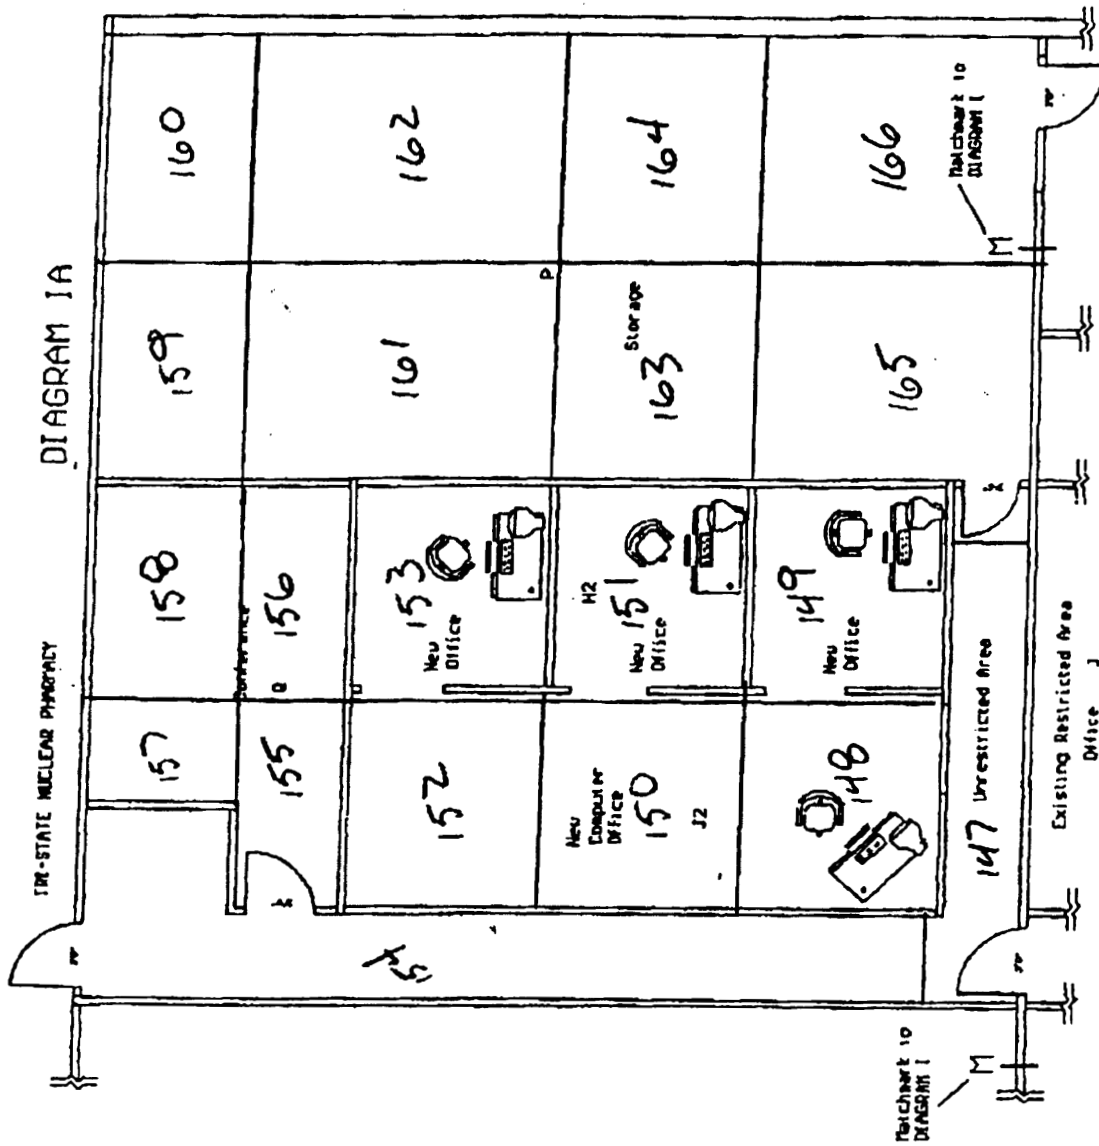 DIAGRAM IA
TRI-STATE NUCLEAR PHARMACY
160
162
164
166
Matchmark to
DIAGRAM I
M
159
161
P
Storage
163
165
158
156
Q
153
New
Office
H2
151
New
Office
149
New
Office
157
155
152
New
Computer
Office
150
J2
148
147
Unrestricted Area
Existing Restricted Area
Office
J
154
Matchmark to
DIAGRAM I
M